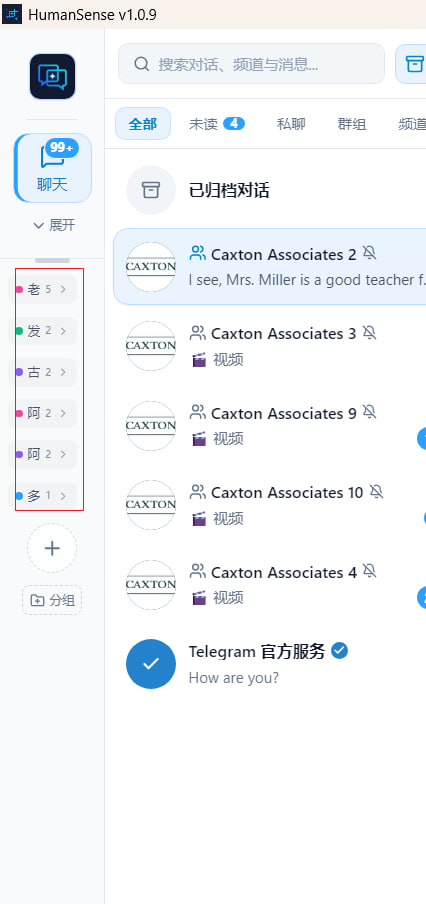 HumanSense v1.0.9
99+
聊天
展开
老 5
发 2
古 2
阿 2
阿 2
多 1
分组
搜索对话、频道与消息...
全部
未读 4
私聊
群组
频道
已归档对话
CAXTON
Caxton Associates 2
I see, Mrs. Miller is a good teacher f...
CAXTON
Caxton Associates 3
视频
CAXTON
Caxton Associates 9
视频
CAXTON
Caxton Associates 10
视频
CAXTON
Caxton Associates 4
视频
Telegram 官方服务
How are you?